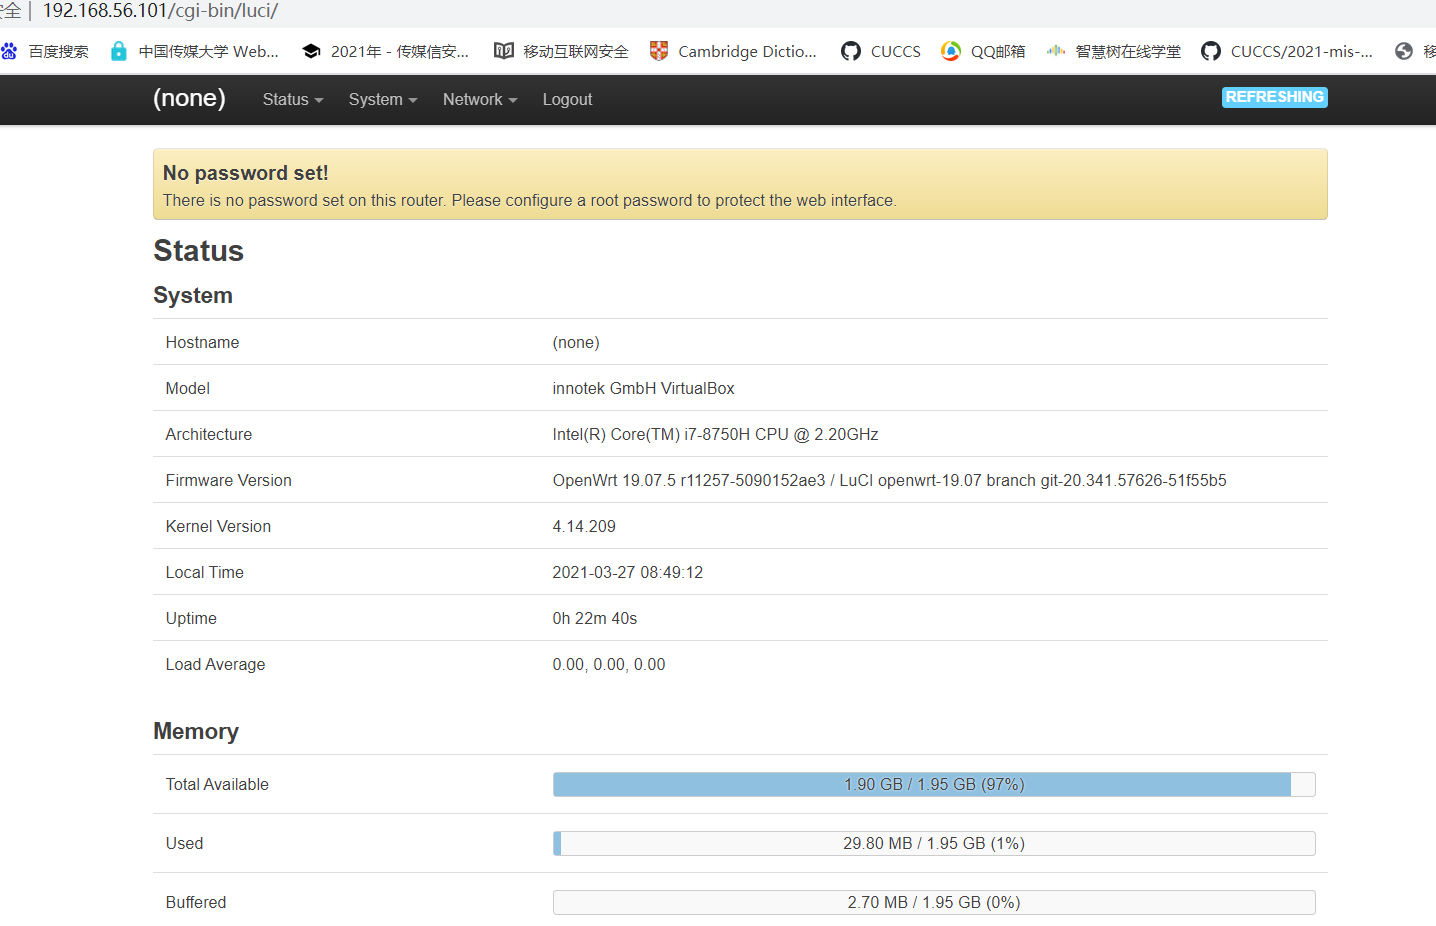 安全 | 192.168.56.101/cgi-bin/luci/
百度搜索 中国传媒大学 Web... 2021年 - 传媒信安... 移动互联网安全 Cambridge Dictio... CUCCS QQ邮箱 智慧树在线学堂 CUCCS/2021-mis-... 移
(none) Status System Network Logout REFRESHING
No password set!
There is no password set on this router. Please configure a root password to protect the web interface.
Status
System
Hostname (none)
Model innotek GmbH VirtualBox
Architecture Intel(R) Core(TM) i7-8750H CPU @ 2.20GHz
Firmware Version OpenWrt 19.07.5 r11257-5090152ae3 / LuCI openwrt-19.07 branch git-20.341.57626-51f55b5
Kernel Version 4.14.209
Local Time 2021-03-27 08:49:12
Uptime 0h 22m 40s
Load Average 0.00, 0.00, 0.00
Memory
Total Available 1.90 GB / 1.95 GB (97%)
Used 29.80 MB / 1.95 GB (1%)
Buffered 2.70 MB / 1.95 GB (0%)